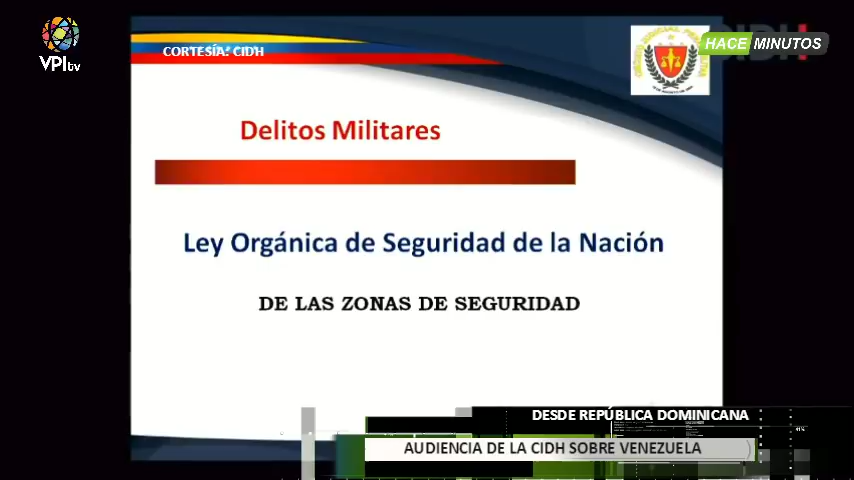 VPItv
CORTESÍA: CIDH
HACE MINUTOS
Delitos Militares
Ley Orgánica de Seguridad de la Nación
DE LAS ZONAS DE SEGURIDAD
DESDE REPÚBLICA DOMINICANA
AUDIENCIA DE LA CIDH SOBRE VENEZUELA